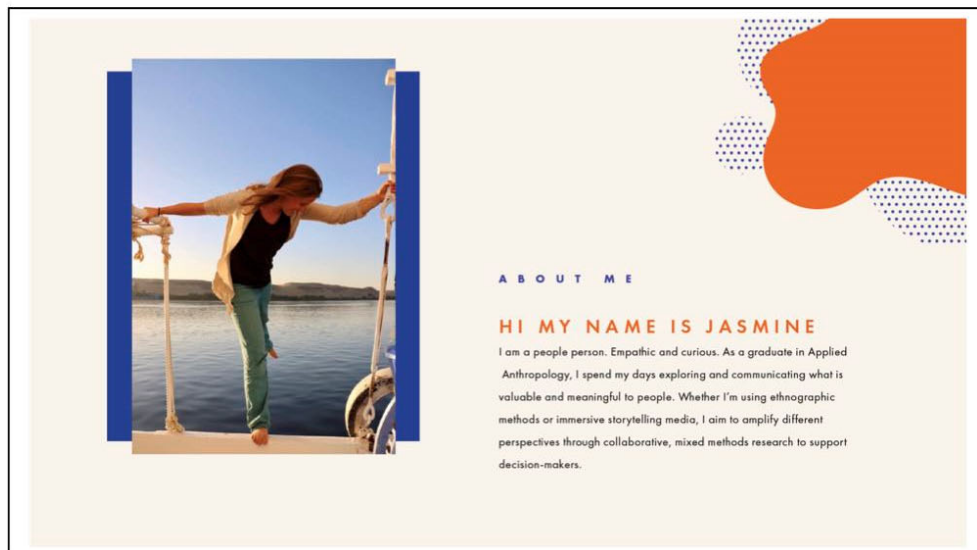 ABOUT ME
HI MY NAME IS JASMINE
I am a people person. Empathic and curious. As a graduate in Applied
Anthropology, I spend my days exploring and communicating what is
valuable and meaningful to people. Whether I'm using ethnographic
methods or immersive storytelling media, I aim to amplify different
perspectives through collaborative, mixed methods research to support
decision-makers.